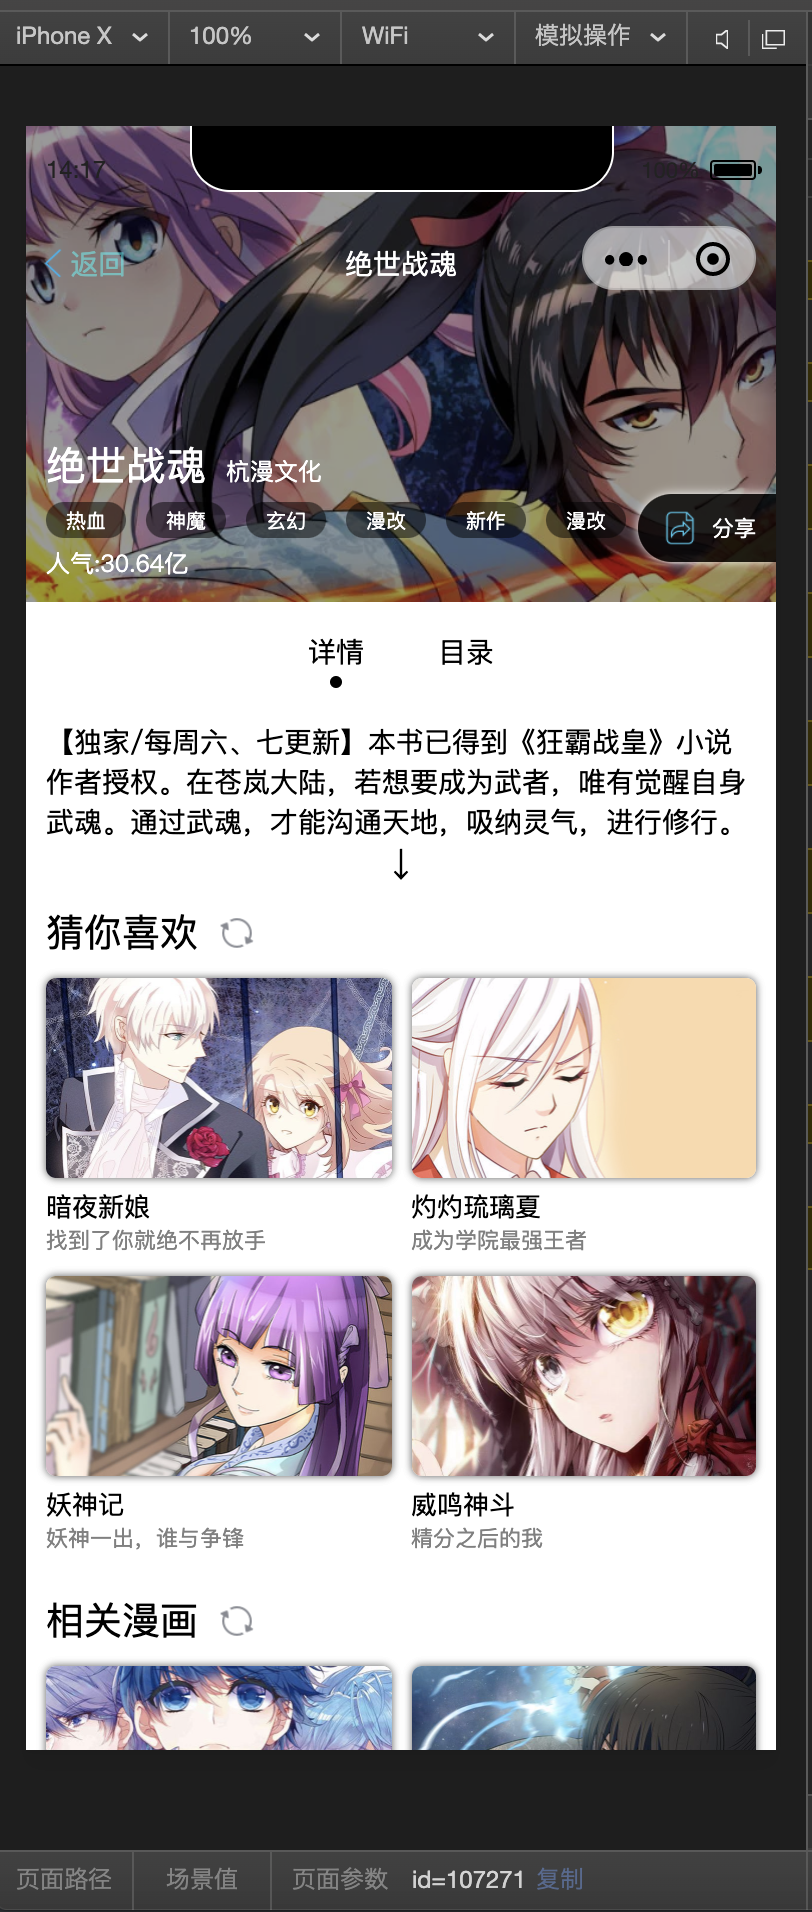 iPhone X 100% WiFi 模拟操作
14:17 100%
返回 绝世战魂
绝世战魂 杭漫文化
热血 神魔 玄幻 漫改 新作 漫改
分享
人气:30.64亿
详情 目录
【独家/每周六、七更新】本书已得到《狂霸战皇》小说
作者授权。在苍岚大陆，若想要成为武者，唯有觉醒自身
武魂。通过武魂，才能沟通天地，吸纳灵气，进行修行。
↓
猜你喜欢
暗夜新娘 灼灼琉璃夏
找到了你就绝不再放手 成为学院最强王者
妖神记 威鸣神斗
妖神一出，谁与争锋 精分之后的我
相关漫画
页面路径 场景值 页面参数 id=107271 复制